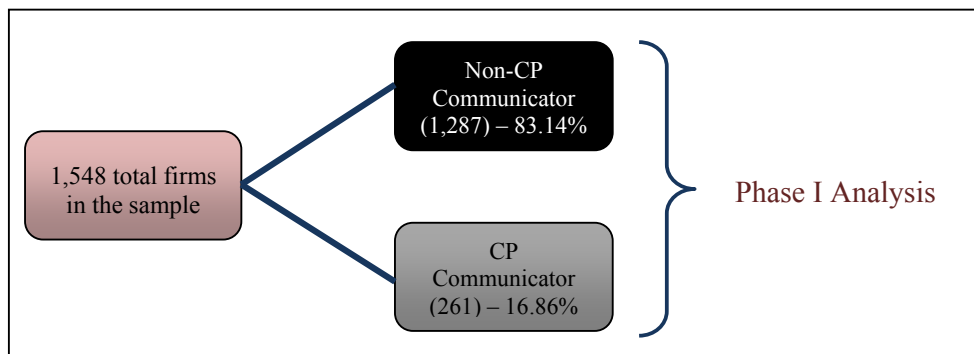 1,548 total firms
in the sample
Non-CP
Communicator
(1,287) – 83.14%
CP
Communicator
(261) – 16.86%
Phase I Analysis